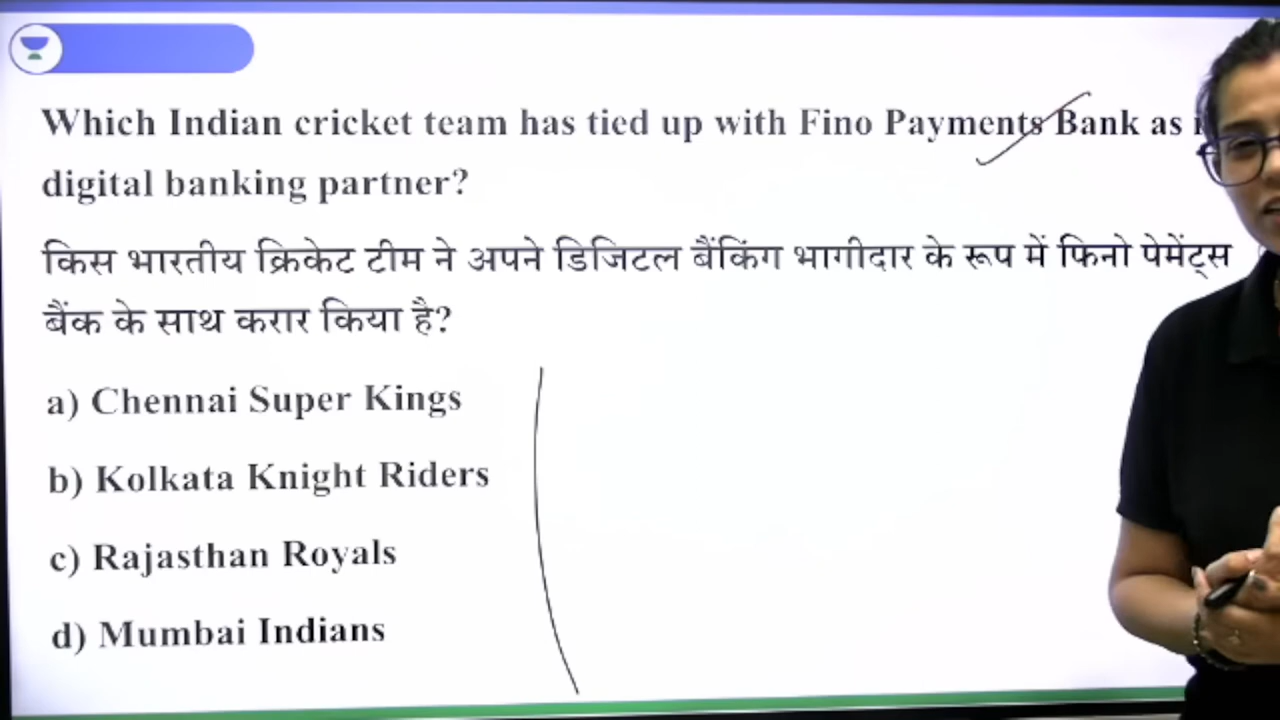 Which Indian cricket team has tied up with Fino Payments Bank as
digital banking partner?
किस भारतीय क्रिकेट टीम ने अपने डिजिटल बैंकिंग भागीदार के रूप में फिनो पेमेंट्स
बैंक के साथ करार किया है?
a) Chennai Super Kings
b) Kolkata Knight Riders
c) Rajasthan Royals
d) Mumbai Indians